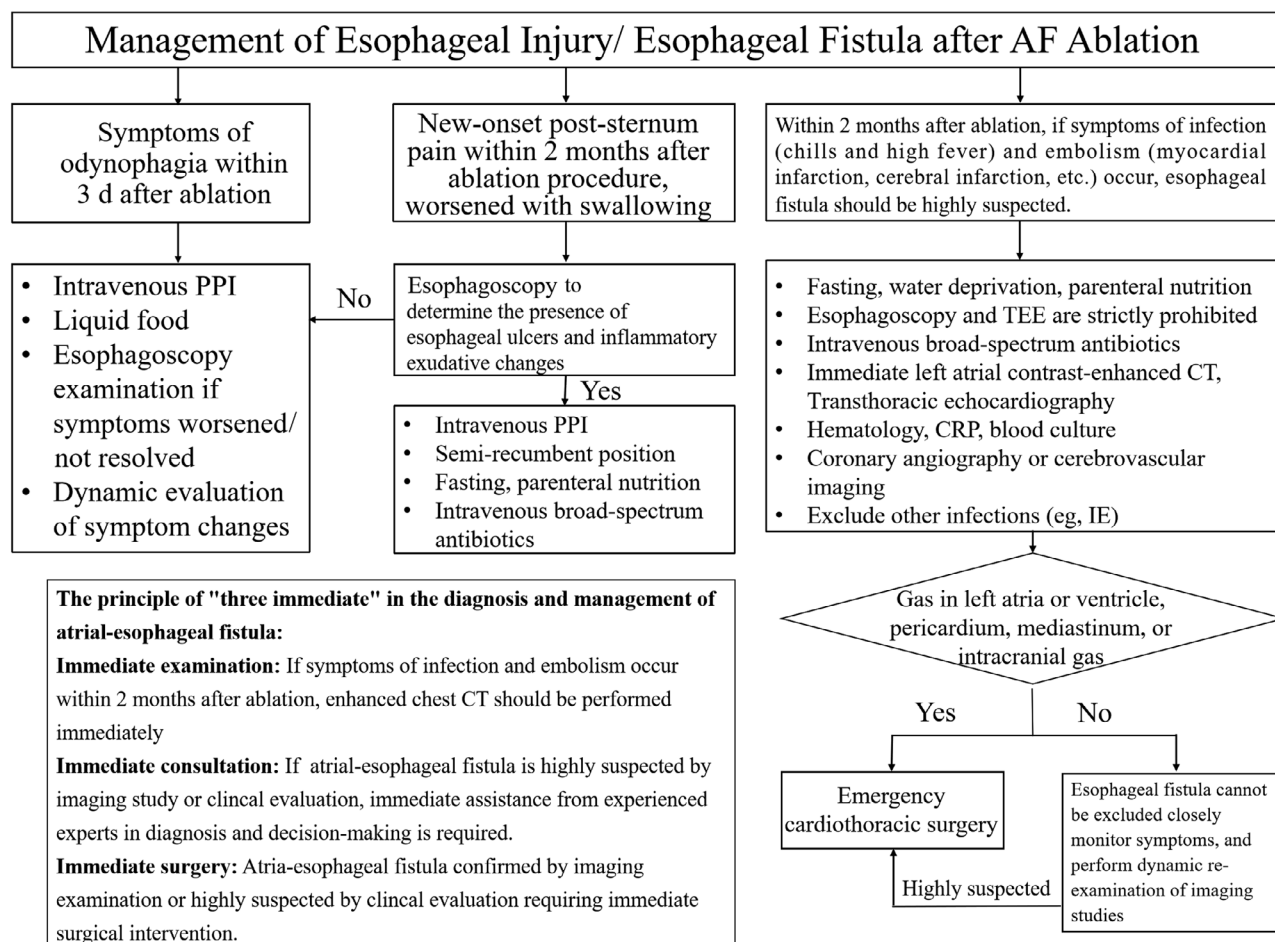 Management of Esophageal Injury/ Esophageal Fistula after AF Ablation
Symptoms of
odynophagia within
3 d after ablation
New-onset post-sternum
pain within 2 months after
ablation procedure,
worsened with swallowing
Within 2 months after ablation, if symptoms of infection
(chills and high fever) and embolism (myocardial
infarction, cerebral infarction, etc.) occur, esophageal
fistula should be highly suspected.
• Intravenous PPI
• Liquid food
• Esophagoscopy
examination if
symptoms worsened/
not resolved
• Dynamic evaluation
of symptom changes
No
Esophagoscopy to
determine the presence of
esophageal ulcers and inflammatory
exudative changes
Yes
• Intravenous PPI
• Semi-recumbent position
• Fasting, parenteral nutrition
• Intravenous broad-spectrum
antibiotics
• Fasting, water deprivation, parenteral nutrition
• Esophagoscopy and TEE are strictly prohibited
• Intravenous broad-spectrum antibiotics
• Immediate left atrial contrast-enhanced CT,
Transthoracic echocardiography
• Hematology, CRP, blood culture
• Coronary angiography or cerebrovascular
imaging
• Exclude other infections (eg, IE)
Gas in left atria or ventricle,
pericardium, mediastinum, or
intracranial gas
Yes
No
Emergency
cardiothoracic surgery
Esophageal fistula cannot
be excluded closely
monitor symptoms, and
perform dynamic re-
examination of imaging
studies
Highly suspected
The principle of "three immediate" in the diagnosis and management of
atrial-esophageal fistula:
Immediate examination: If symptoms of infection and embolism occur
within 2 months after ablation, enhanced chest CT should be performed
immediately
Immediate consultation: If atrial-esophageal fistula is highly suspected by
imaging study or clincal evaluation, immediate assistance from experienced
experts in diagnosis and decision-making is required.
Immediate surgery: Atria-esophageal fistula confirmed by imaging
examination or highly suspected by clincal evaluation requiring immediate
surgical intervention.